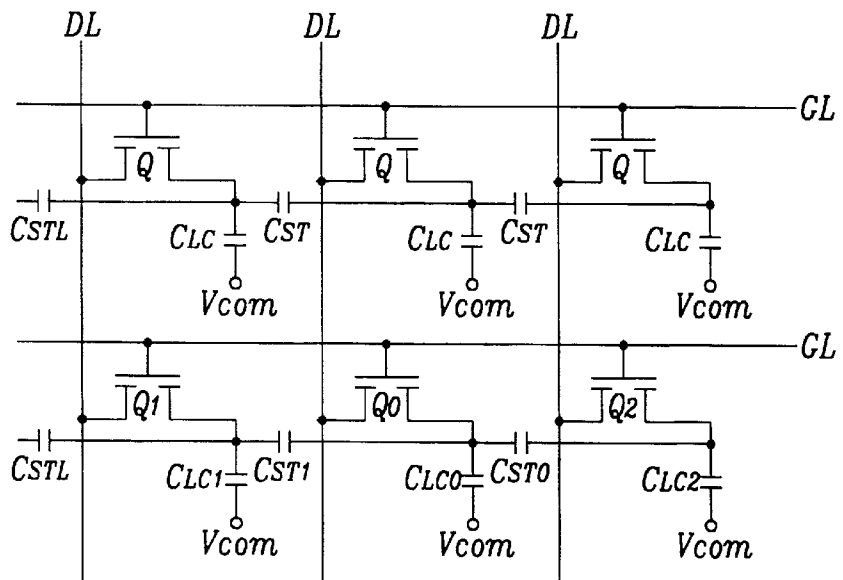 DL DL DL
GL
Q Q Q
CSTL CLC CST CLC CST CLC
Vcom Vcom Vcom
GL
Q1 Q0 Q2
CSTL CLC1 CST1 CLC0 CST0 CLC2
Vcom Vcom Vcom